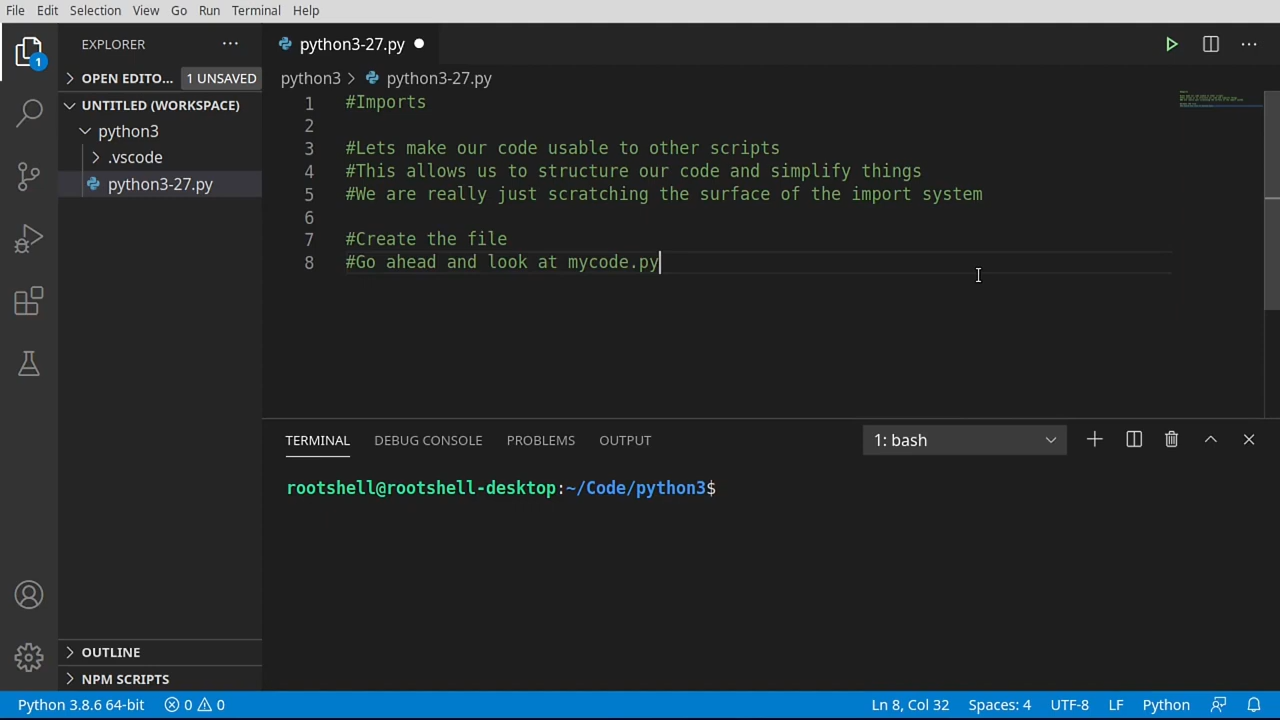 File Edit Selection View Go Run Terminal Help
EXPLORER ···
python3-27.py
1
OPEN EDITO... 1 UNSAVED
UNTITLED (WORKSPACE)
python3
.vscode
python3-27.py
python3 > python3-27.py
1 #Imports
2
3 #Lets make our code usable to other scripts
4 #This allows us to structure our code and simplify things
5 #We are really just scratching the surface of the import system
6
7 #Create the file
8 #Go ahead and look at mycode.py
TERMINAL DEBUG CONSOLE PROBLEMS OUTPUT 1: bash
rootshell@rootshell-desktop:~/Code/python3$
OUTLINE
NPM SCRIPTS
Python 3.8.6 64-bit 0 0 Ln 8, Col 32 Spaces: 4 UTF-8 LF Python